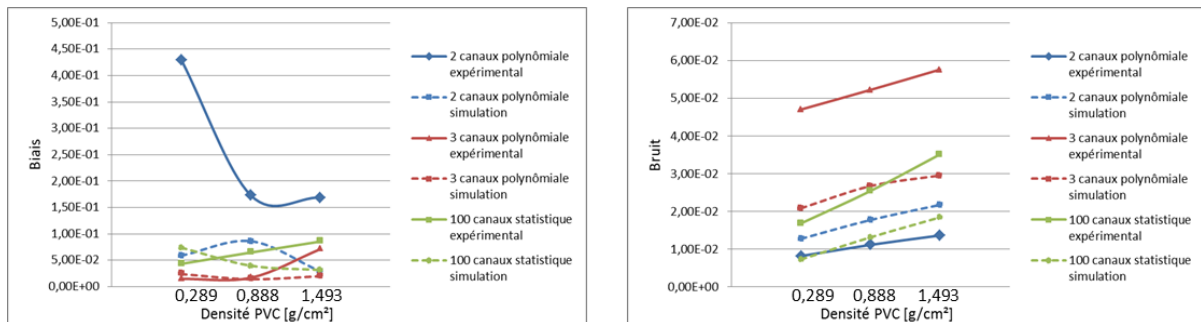 5,00E-01
4,50E-01
4,00E-01
3,50E-01
3,00E-01
2,50E-01
2,00E-01
1,50E-01
1,00E-01
5,00E-02
0,00E+00
Biais
0,289 0,888 1,493
Densité PVC [g/cm²]
2 canaux polynômiale
expérimental
2 canaux polynômiale
simulation
3 canaux polynômiale
expérimental
3 canaux polynômiale
simulation
100 canaux statistique
expérimental
100 canaux statistique
simulation
7,00E-02
6,00E-02
5,00E-02
4,00E-02
3,00E-02
2,00E-02
1,00E-02
0,00E+00
Bruit
0,289 0,888 1,493
Densité PVC [g/cm²]
2 canaux polynômiale
expérimental
2 canaux polynômiale
simulation
3 canaux polynômiale
expérimental
3 canaux polynômiale
simulation
100 canaux statistique
expérimental
100 canaux statistique
simulation